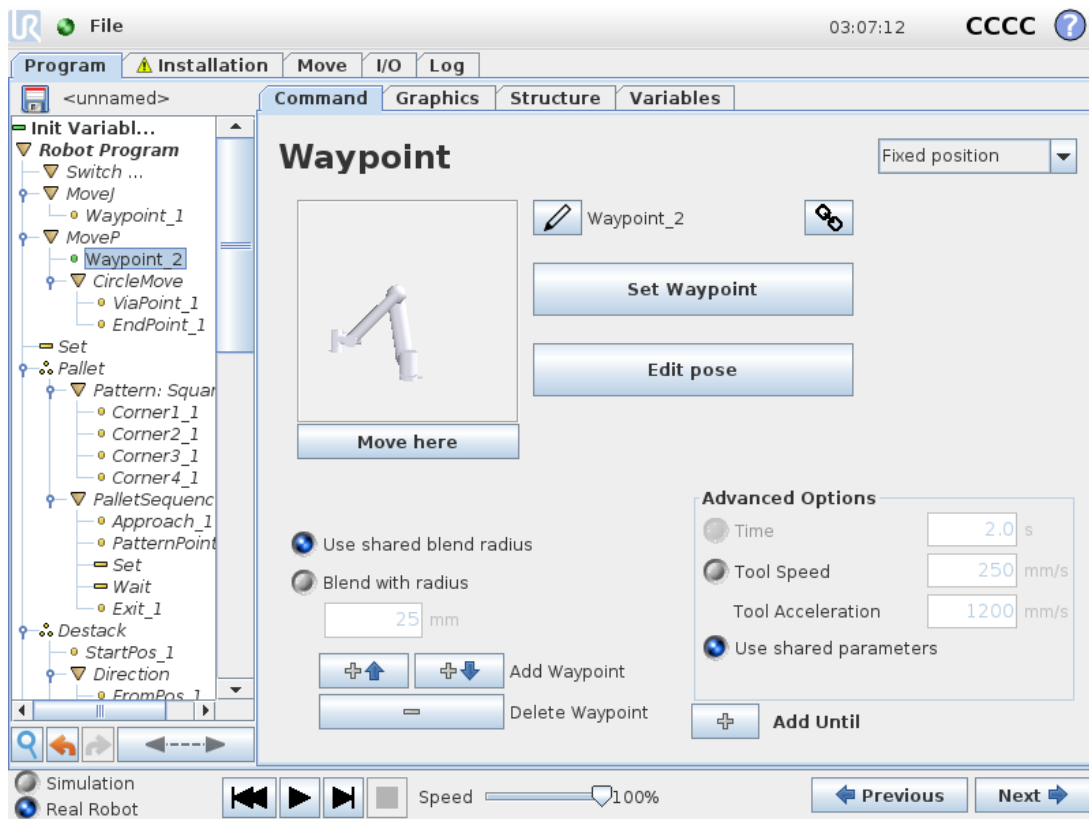 UR File 03:07:12 CCCC ?
Program Installation Move I/O Log
<unnamed> Command Graphics Structure Variables
Init Variabl...
Robot Program
Switch ...
MoveJ
Waypoint_1
MoveP
Waypoint_2
CircleMove
ViaPoint_1
EndPoint_1
Set
Pallet
Pattern: Squar
Corner1_1
Corner2_1
Corner3_1
Corner4_1
PalletSequenc
Approach_1
PatternPoint
Set
Wait
Exit_1
Destack
StartPos_1
Direction
FromPos_1
Waypoint
Fixed position
Waypoint_2
Set Waypoint
Edit pose
Move here
Use shared blend radius
Blend with radius
25 mm
Add Waypoint
Delete Waypoint
Advanced Options
Time 2.0 s
Tool Speed 250 mm/s
Tool Acceleration 1200 mm/s
Use shared parameters
Add Until
Simulation
Real Robot
Speed 100%
Previous Next